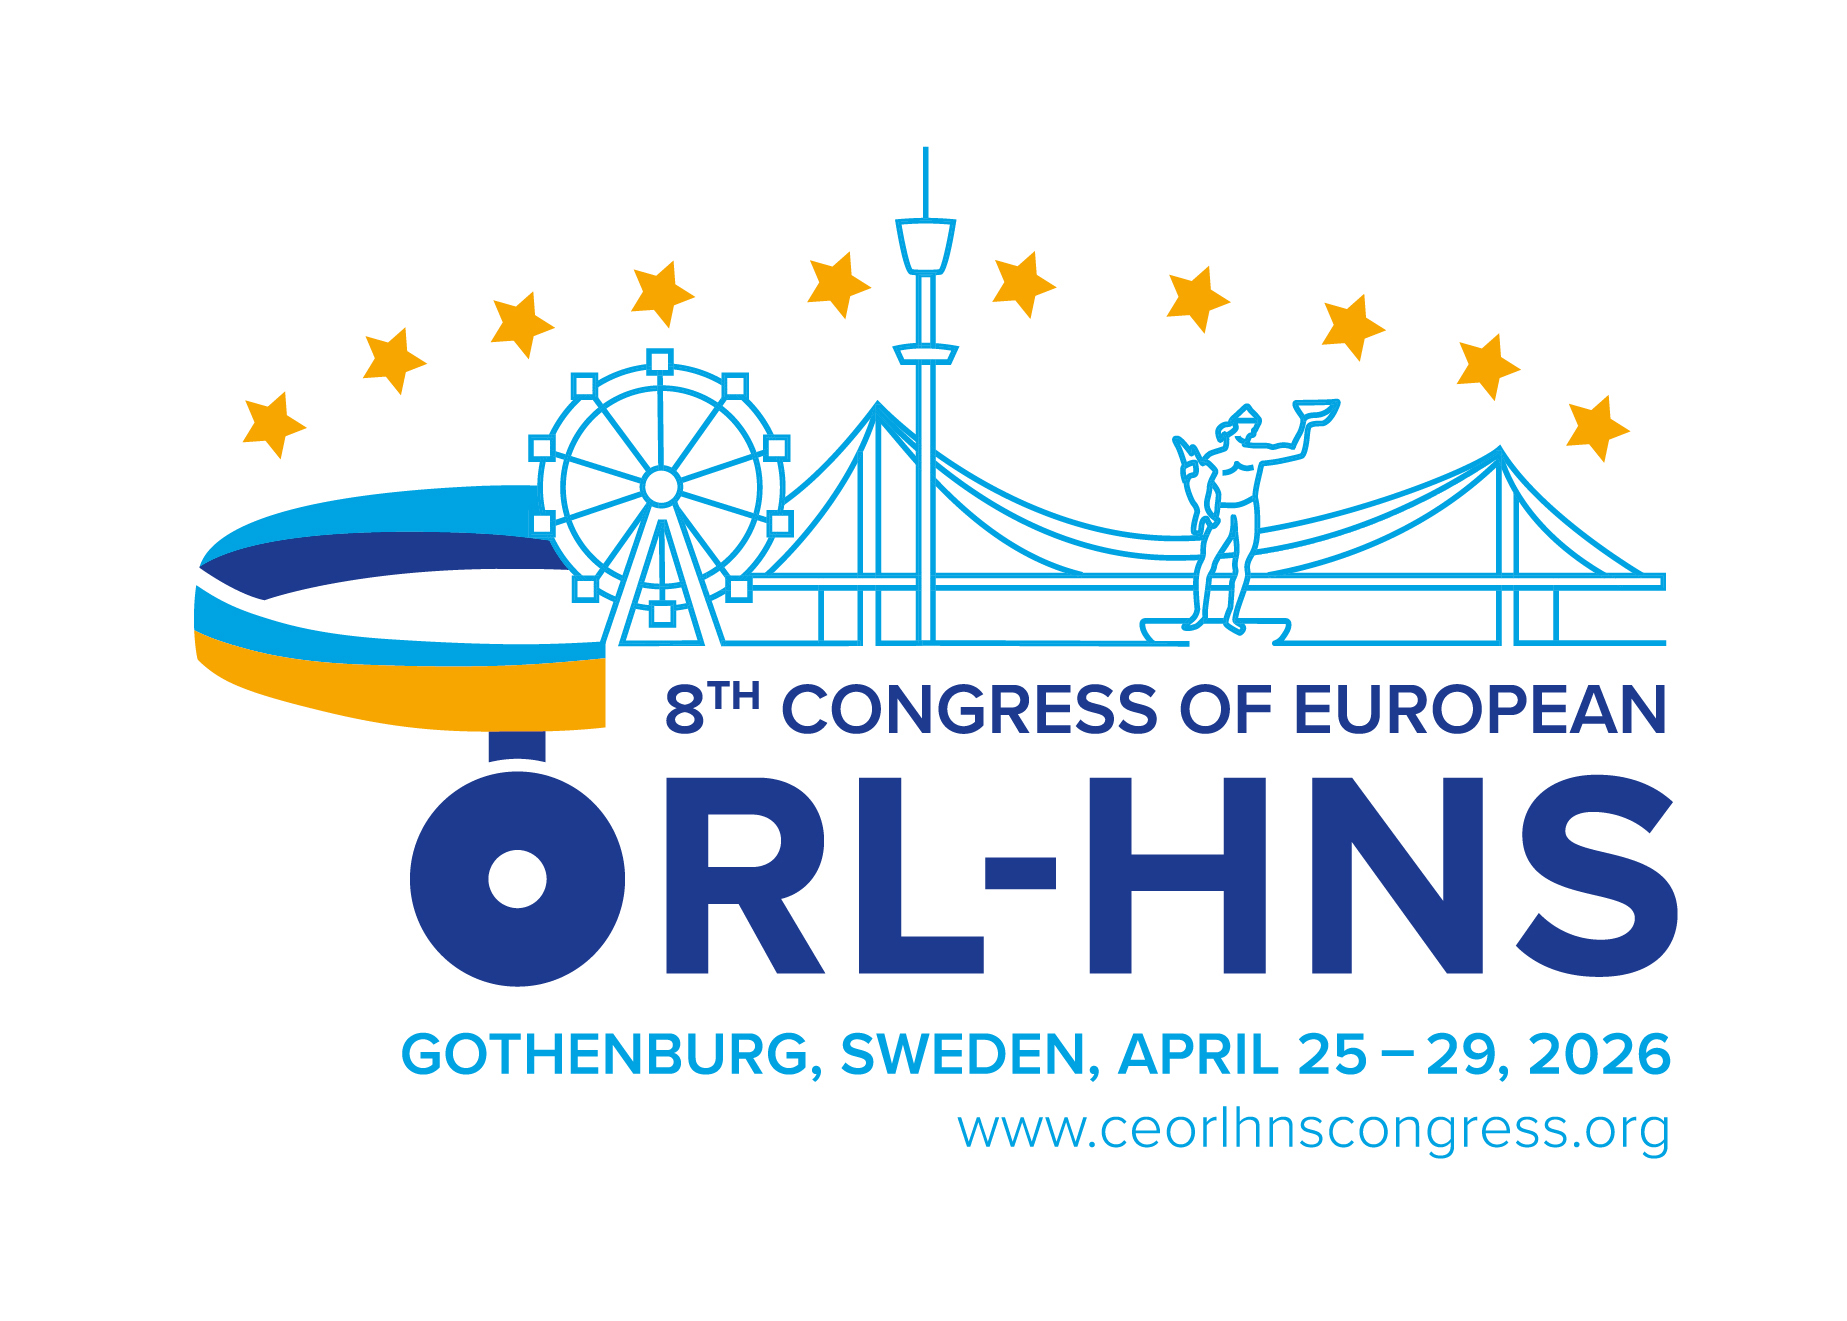 8TH CONGRESS OF EUROPEAN
ORL-HNS
GOTHENBURG, SWEDEN, APRIL 25 – 29, 2026
www.ceorlhnscongress.org